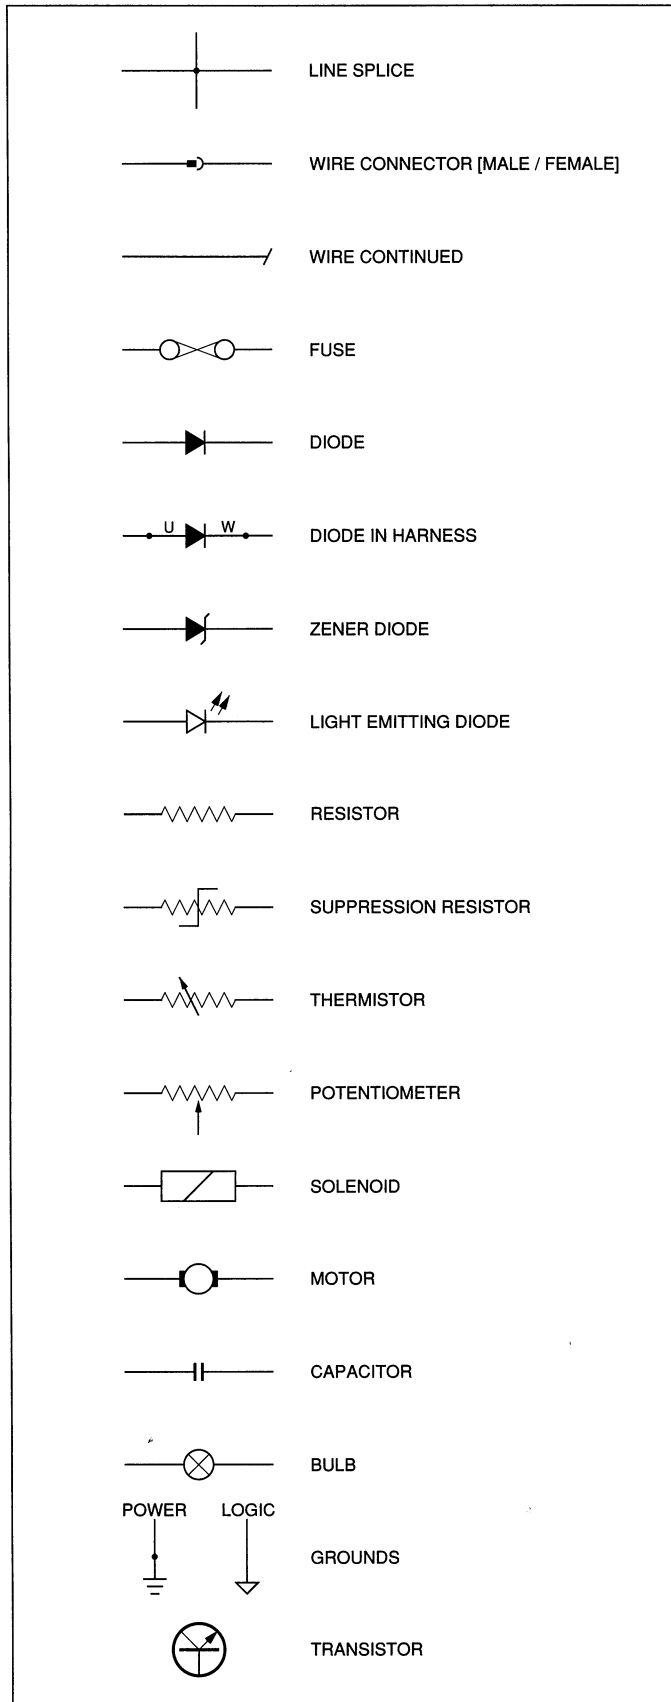 LINE SPLICE
WIRE CONNECTOR [MALE / FEMALE]
WIRE CONTINUED
FUSE
DIODE
U W
DIODE IN HARNESS
ZENER DIODE
LIGHT EMITTING DIODE
RESISTOR
SUPPRESSION RESISTOR
THERMISTOR
POTENTIOMETER
SOLENOID
MOTOR
CAPACITOR
BULB
POWER LOGIC
GROUNDS
TRANSISTOR